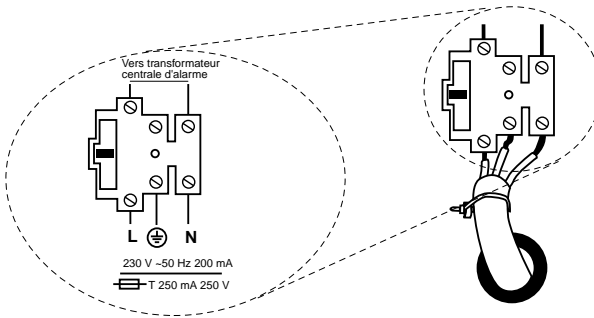 Vers transformateur
centrale d'alarme
L N
230 V ~50 Hz 200 mA
T 250 mA 250 V